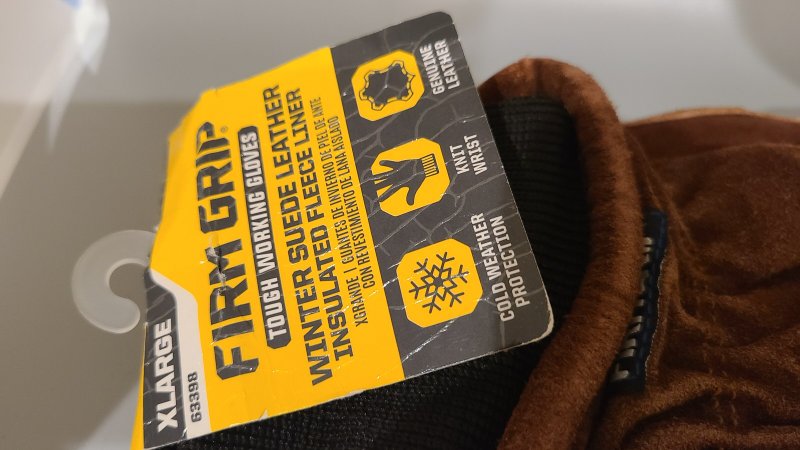 FIRM GRIP®
TOUGH WORKING GLOVES
WINTER SUEDE LEATHER
INSULATED FLEECE LINER
XGRANDE | GUANTES DE INVIERNO DE PIEL DE ANTE
CON REVESTIMIENTO DE LANA AISLADO
XLARGE
63398
GENUINE
LEATHER
KNIT
WRIST
COLD WEATHER
PROTECTION